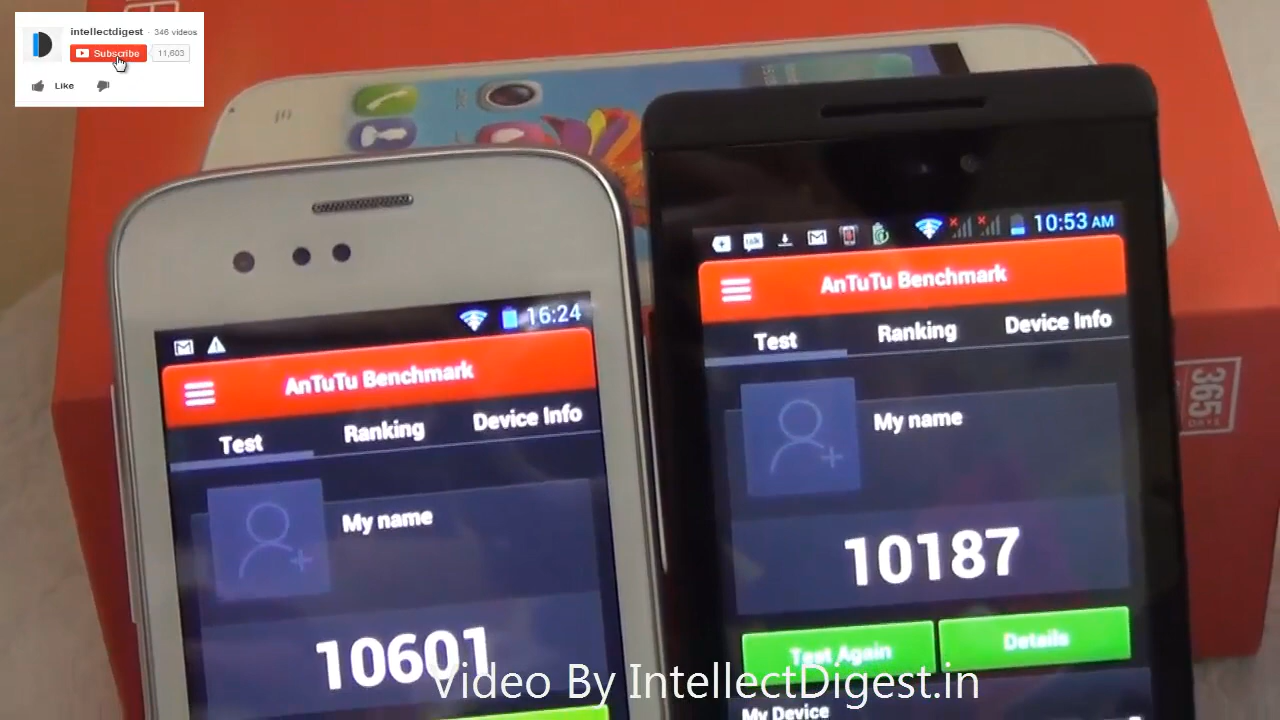 intellectdigest · 346 videos
Subscribe 11,603
Like
16:24
AnTuTu Benchmark
Test Ranking Device Info
My name
10601
10:53 AM
AnTuTu Benchmark
Test Ranking Device Info
My name
10187
Test Again Details
My Device
365
DAYS
Video By IntellectDigest.in